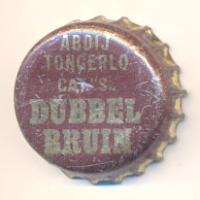 ABDIJ
TONGERLO
CAT."S."
DUBBEL
BRUIN